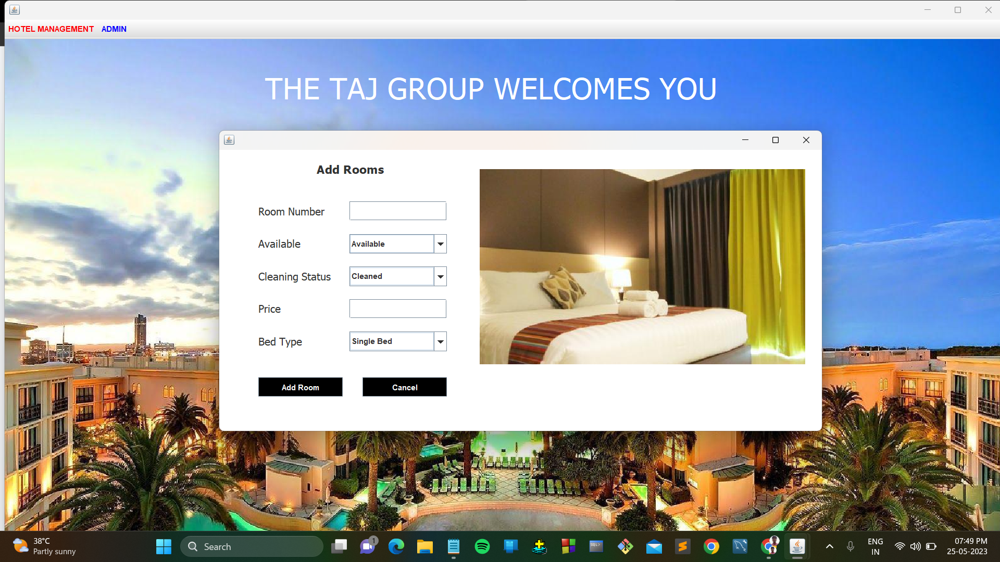 HOTEL MANAGEMENT ADMIN
THE TAJ GROUP WELCOMES YOU
Add Rooms
Room Number
Available Available
Cleaning Status Cleaned
Price
Bed Type Single Bed
Add Room Cancel
38°C
Partly sunny
Search
1
SQL>
ENG
IN
07:49 PM
25-05-2023